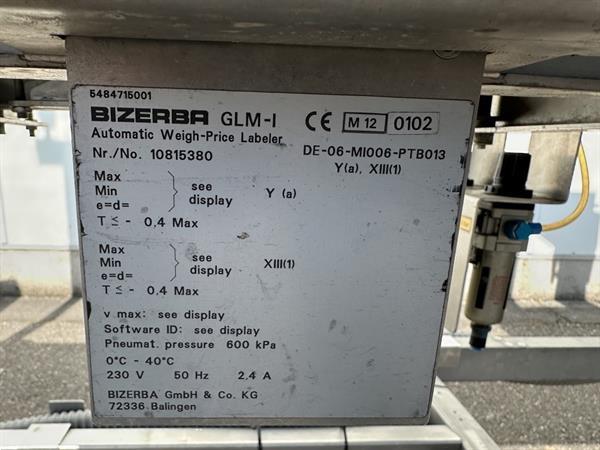 5484715001
BIZERBA GLM-I CE M 12 0102
Automatic Weigh-Price Labeler
Nr./No. 10815380 DE-06-MI006-PTB013
Y(a), XIII(1)
Max
Min see display Y (a)
e=d=
T ≤ - 0,4 Max
Max
Min see display XIII(1)
e=d=
T ≤ - 0,4 Max
v max: see display
Software ID: see display
Pneumat. pressure 600 kPa
0°C - 40°C
230 V 50 Hz 2.4 A
BIZERBA GmbH & Co. KG
72336 Balingen